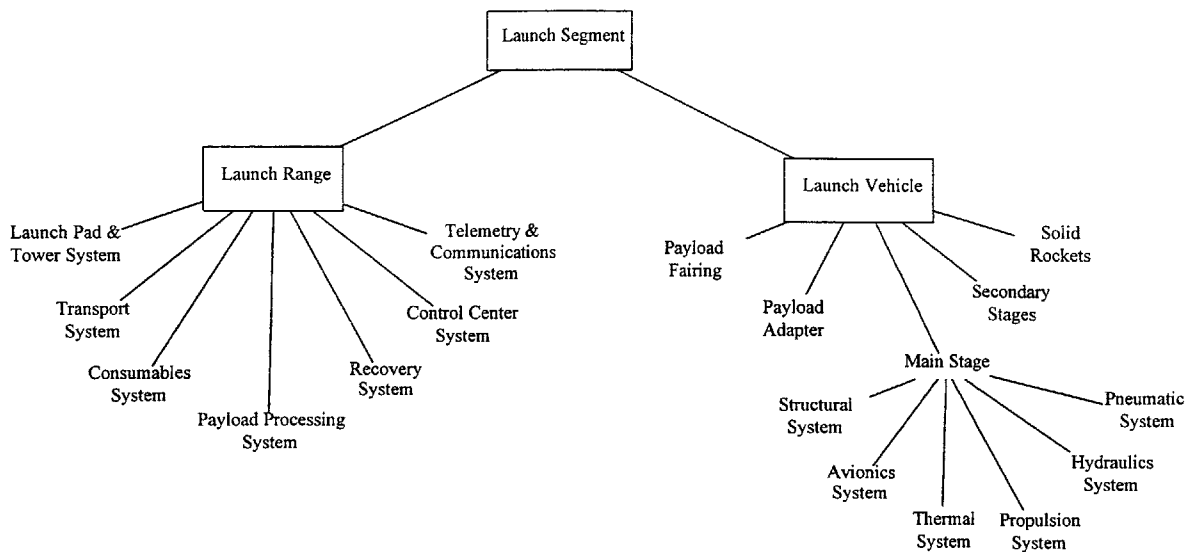 Launch Segment
Launch Range
Launch Vehicle
Launch Pad &
Tower System
Transport
System
Consumables
System
Payload Processing
System
Recovery
System
Control Center
System
Telemetry &
Communications
System
Payload
Fairing
Payload
Adapter
Main Stage
Secondary
Stages
Solid
Rockets
Structural
System
Avionics
System
Thermal
System
Propulsion
System
Hydraulics
System
Pneumatic
System